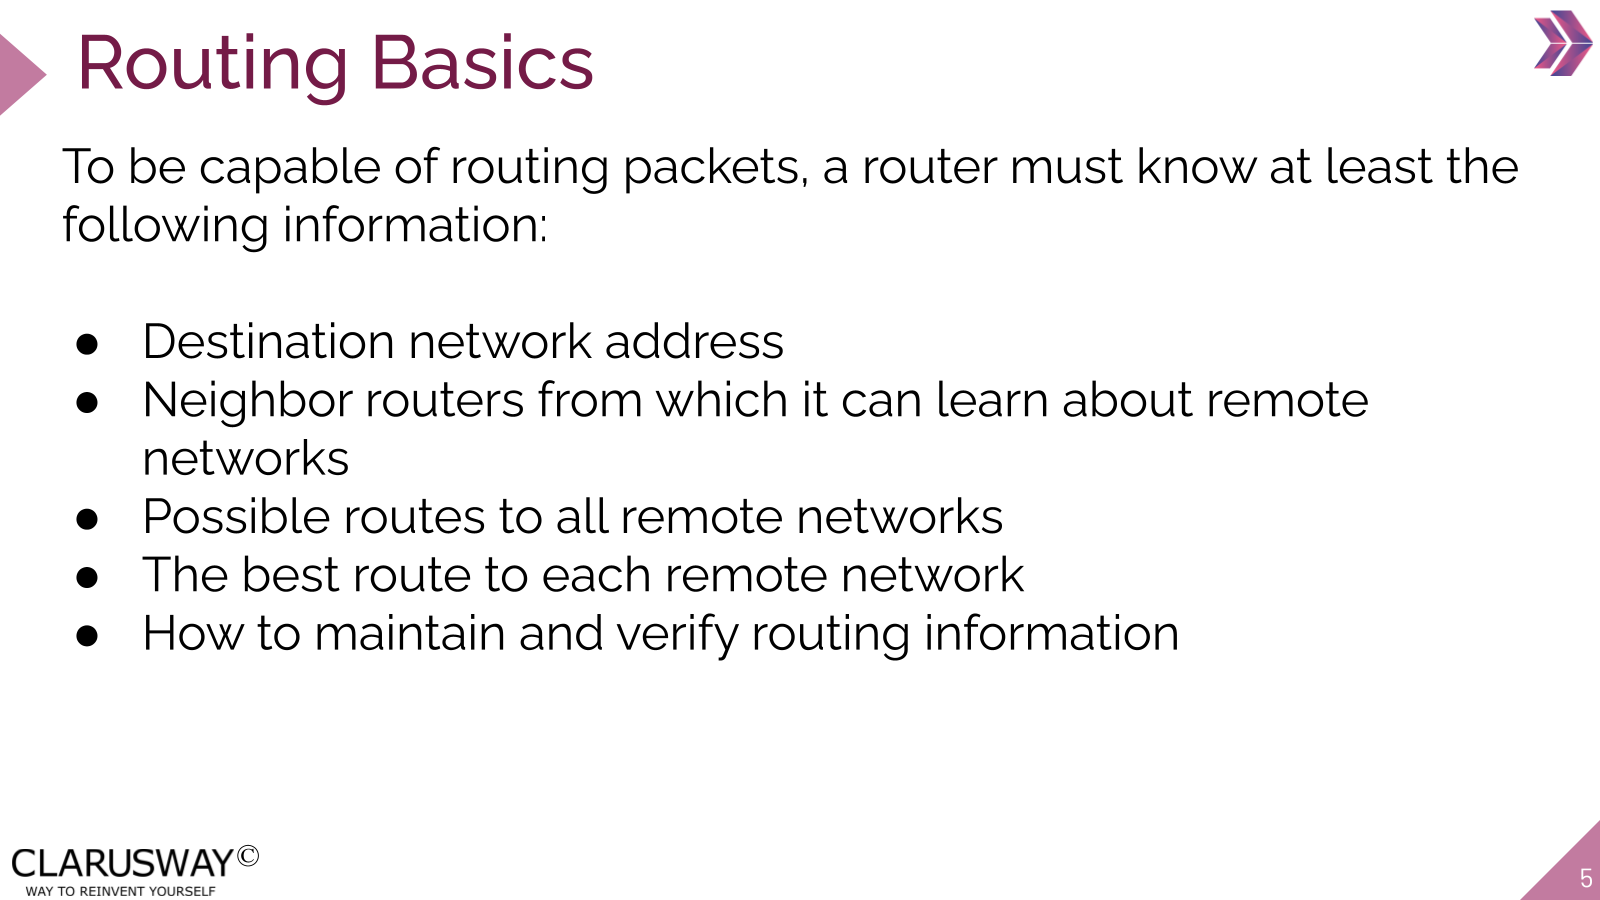 Routing Basics
To be capable of routing packets, a router must know at least the
following information:
● Destination network address
● Neighbor routers from which it can learn about remote
networks
● Possible routes to all remote networks
● The best route to each remote network
● How to maintain and verify routing information
CLARUSWAY©
WAY TO REINVENT YOURSELF
5